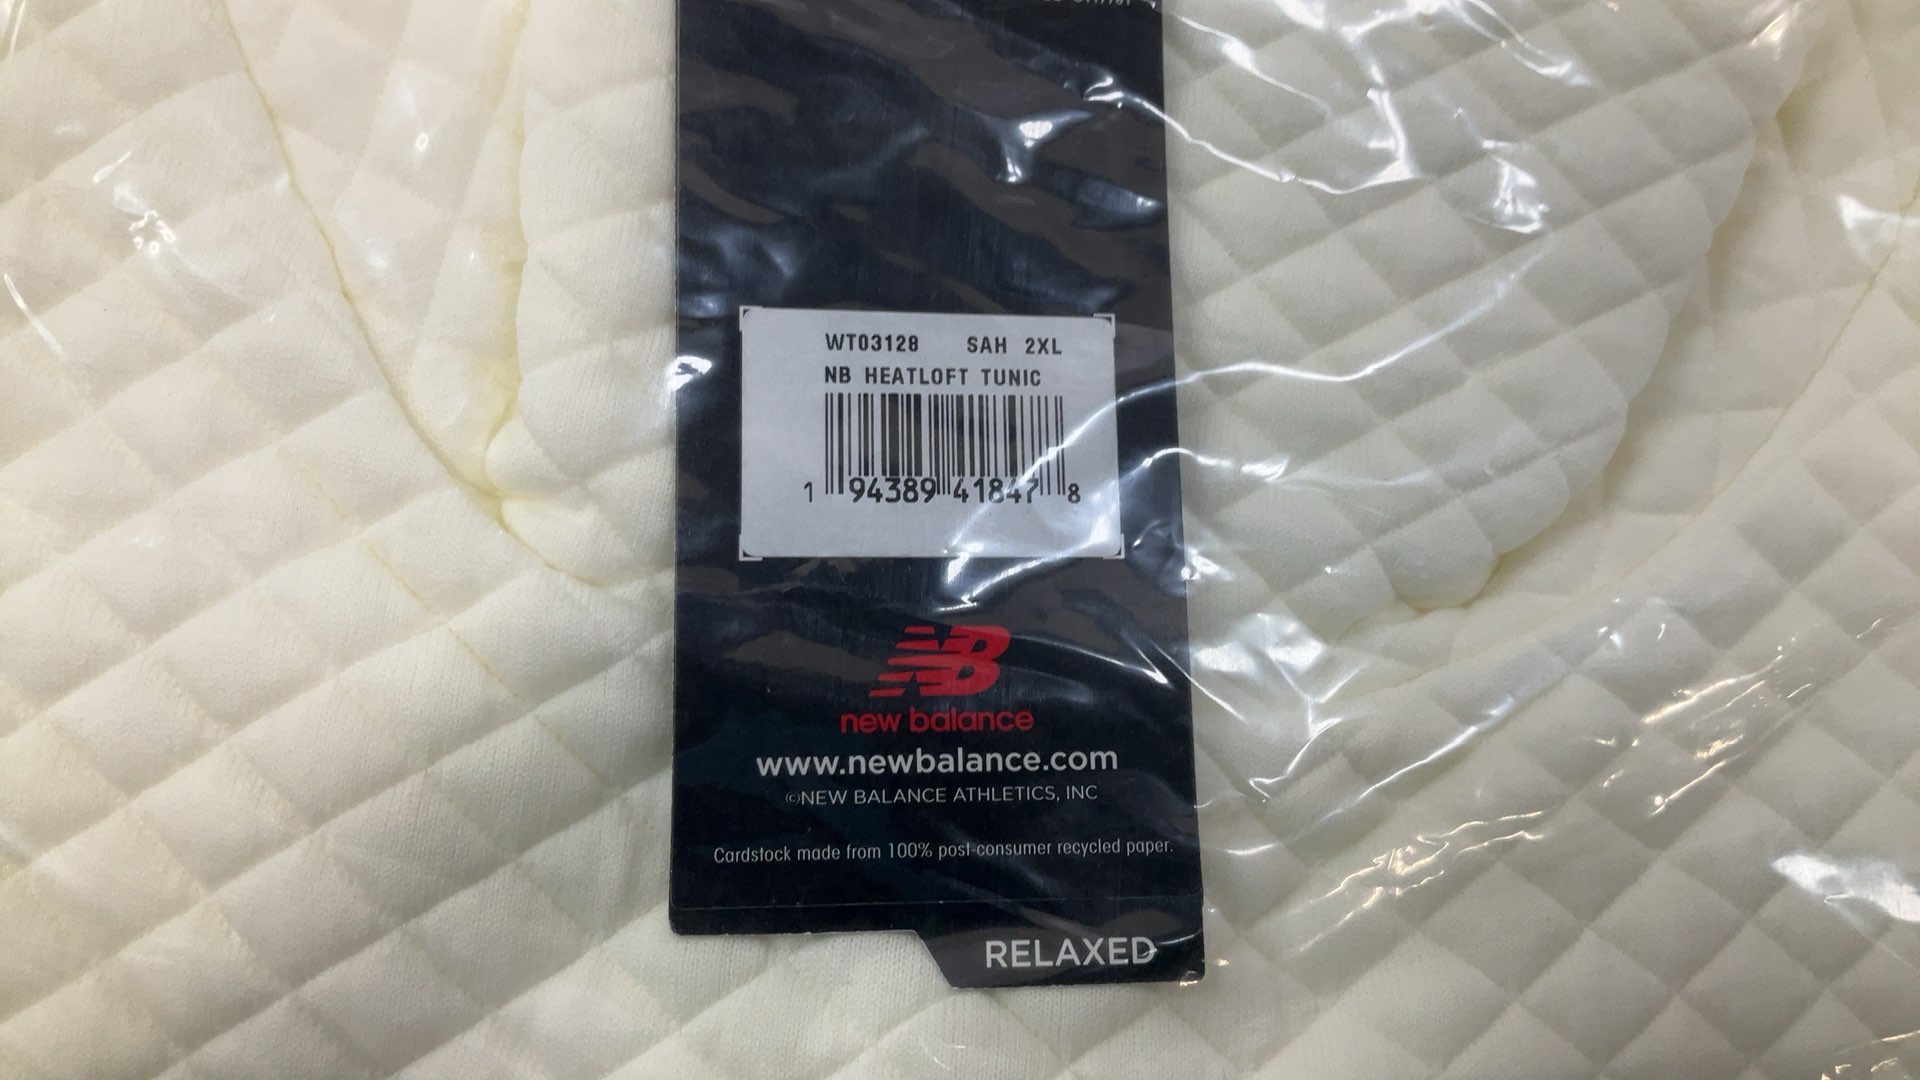 WT03128 SAH 2XL
NB HEATLOFT TUNIC
1 94389 41847 8
NB
new balance
www.newbalance.com
©NEW BALANCE ATHLETICS, INC
Cardstock made from 100% post-consumer recycled paper.
RELAXED